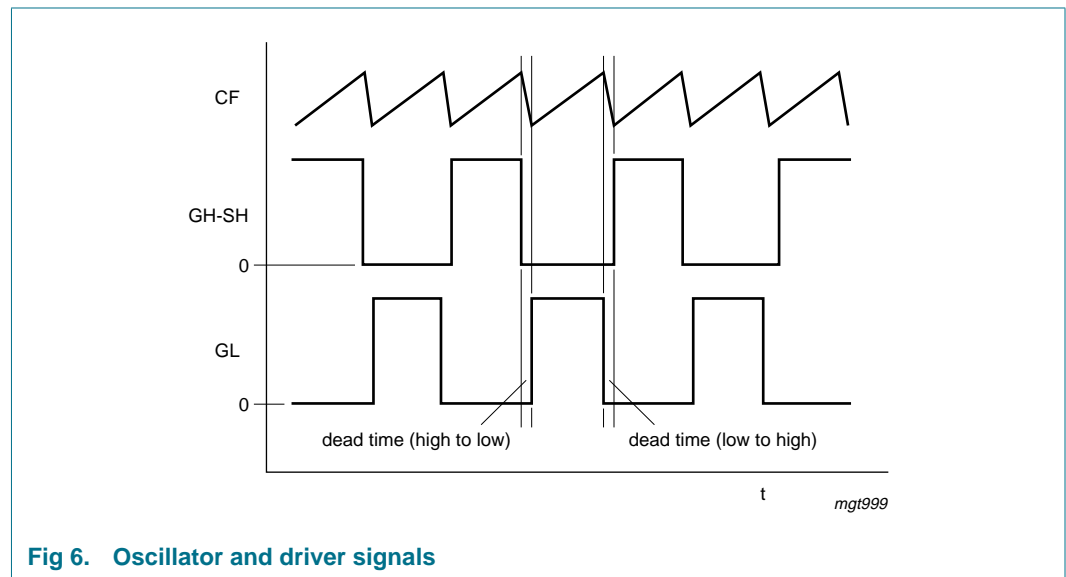 CF
GH-SH
0
GL
0
dead time (high to low)
dead time (low to high)
t
mgt999
Fig 6. Oscillator and driver signals